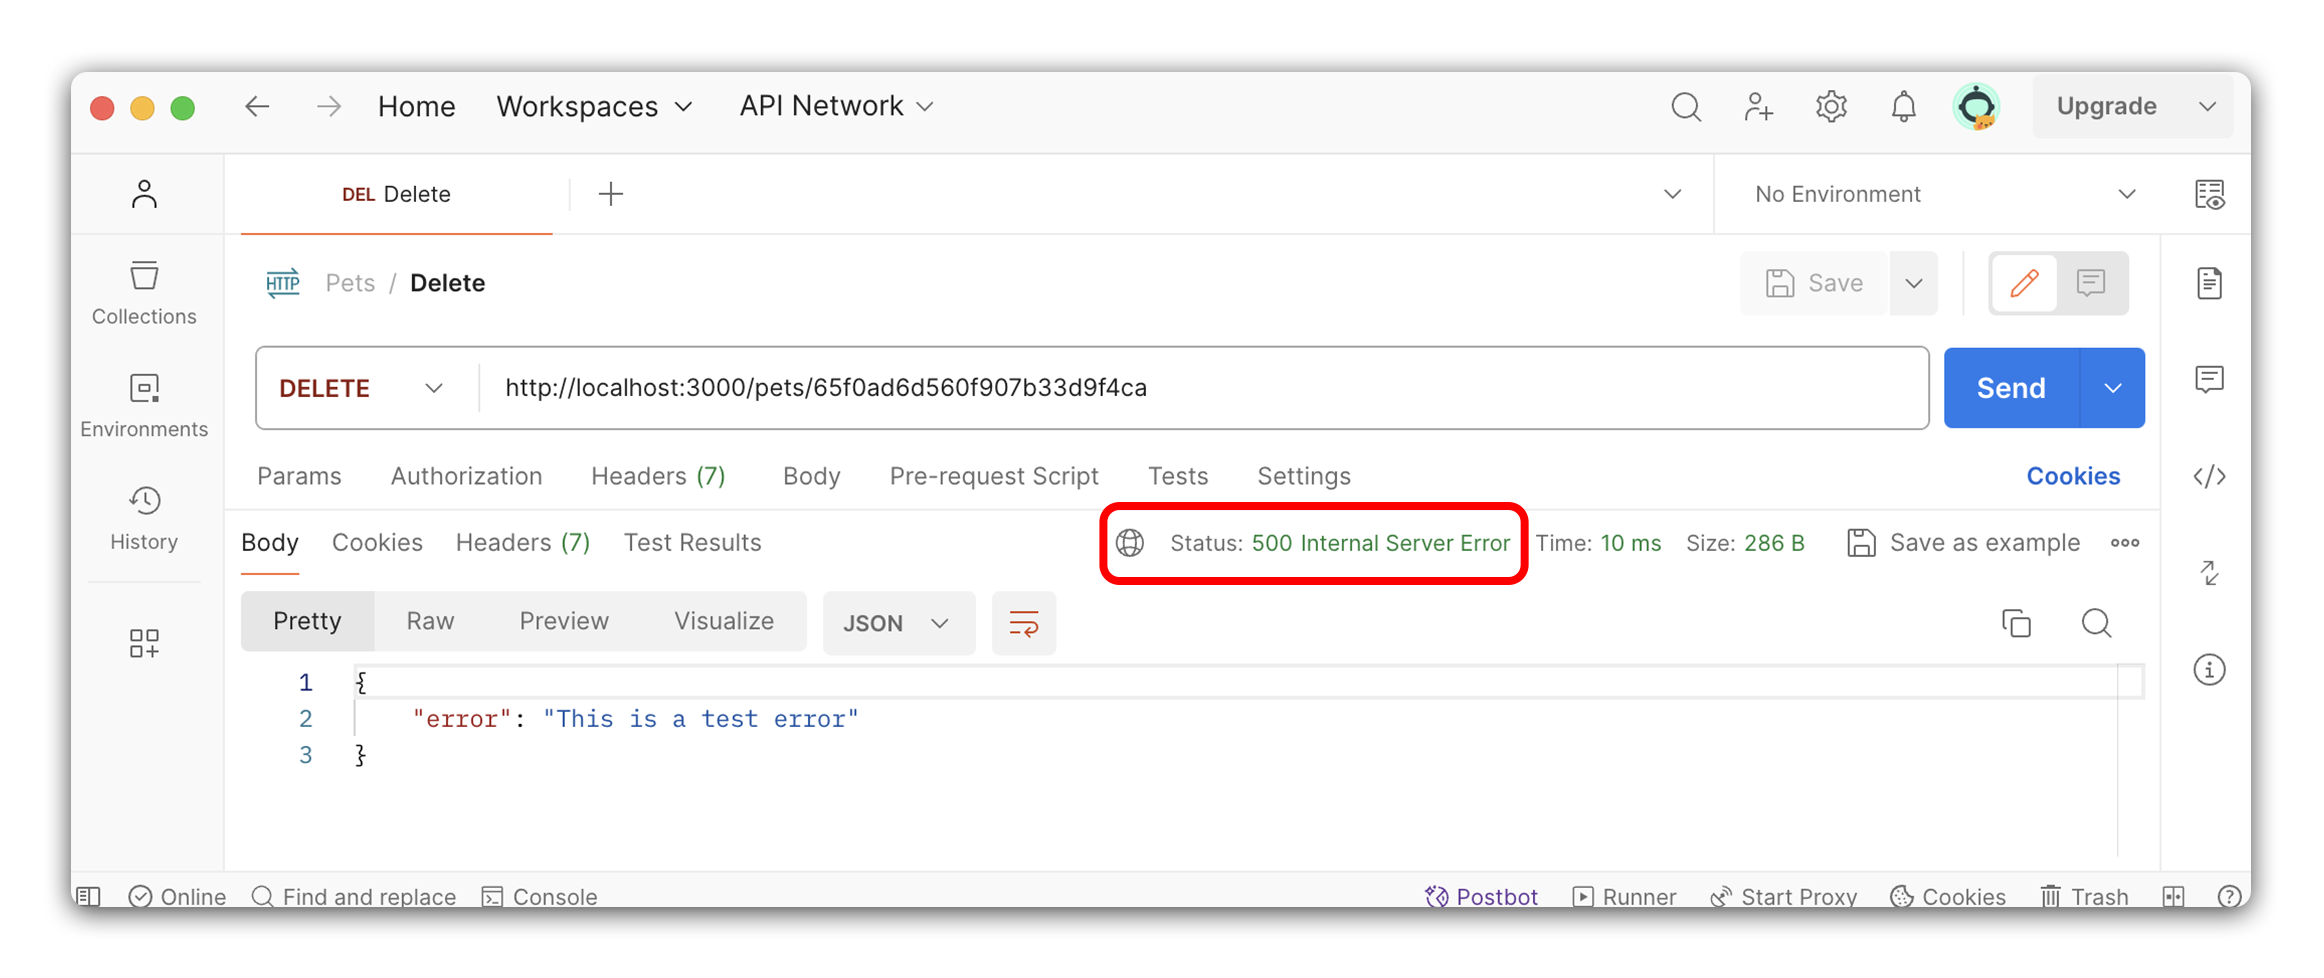 Home Workspaces API Network Upgrade
DEL Delete No Environment
HTTP Pets / Delete Save
Collections
DELETE http://localhost:3000/pets/65f0ad6d560f907b33d9f4ca Send
Environments
Params Authorization Headers (7) Body Pre-request Script Tests Settings Cookies
History
Body Cookies Headers (7) Test Results Status: 500 Internal Server Error Time: 10 ms Size: 286 B Save as example
Pretty Raw Preview Visualize JSON
1 {
2 "error": "This is a test error"
3 }
Online Find and replace Console Postbot Runner Start Proxy Cookies Trash